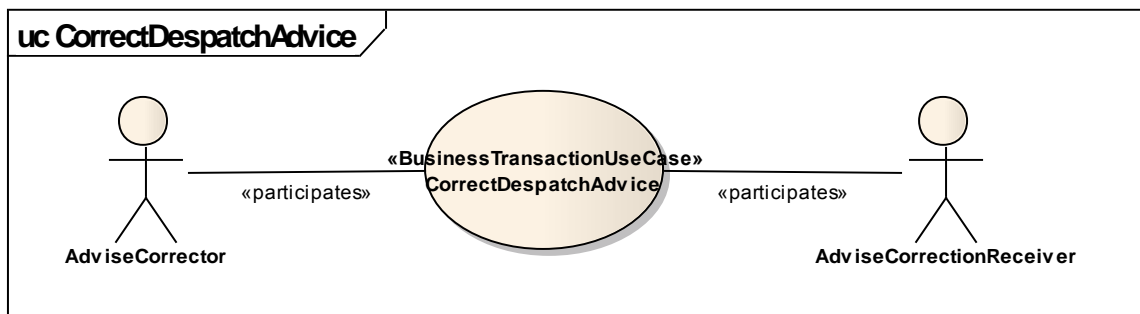 uc CorrectDespatchAdvice
«BusinessTransactionUseCase»
CorrectDespatchAdvice
«participates»
«participates»
AdviseCorrector
AdviseCorrectionReceiver